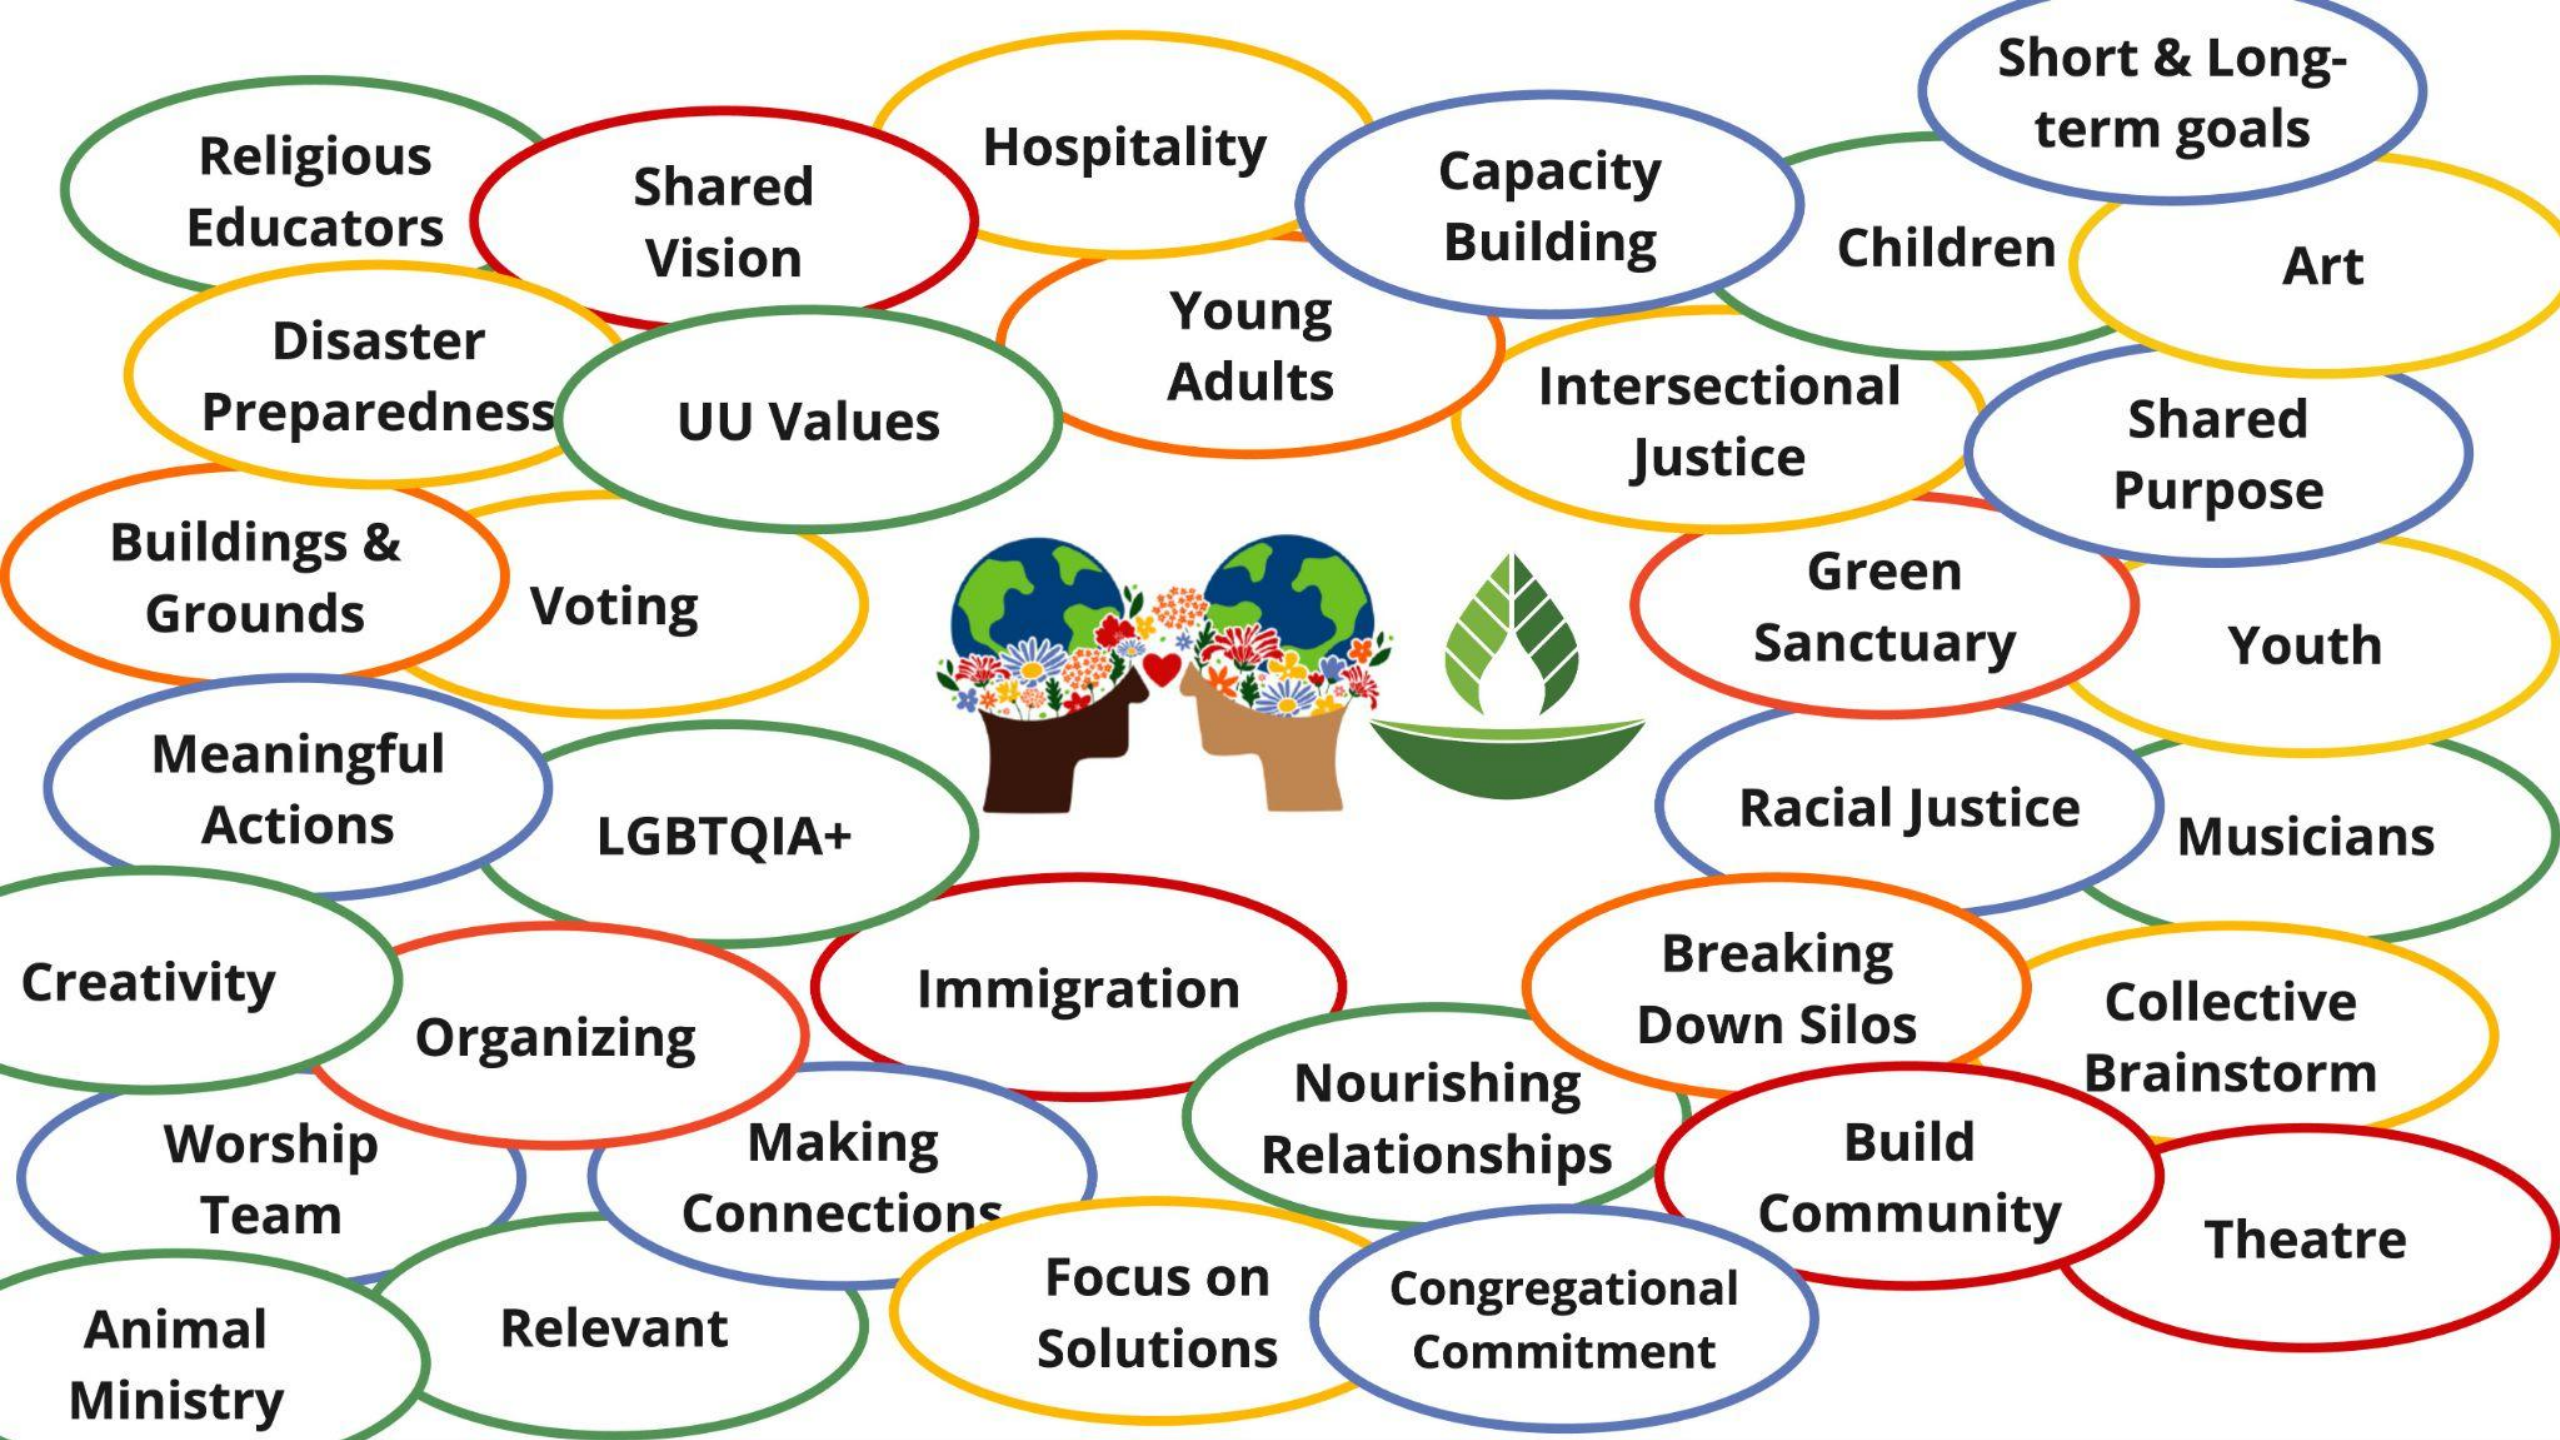 Short & Long-
term goals
Religious
Educators
Shared
Vision
Hospitality
Capacity
Building
Children
Art
Disaster
Preparedness
UU Values
Young
Adults
Intersectional
Justice
Shared
Purpose
Buildings &
Grounds
Voting
Green
Sanctuary
Youth
Meaningful
Actions
LGBTQIA+
Racial Justice
Musicians
Creativity
Organizing
Immigration
Breaking
Down Silos
Collective
Brainstorm
Worship
Team
Making
Connections
Nourishing
Relationships
Build
Community
Theatre
Animal
Ministry
Relevant
Focus on
Solutions
Congregational
Commitment